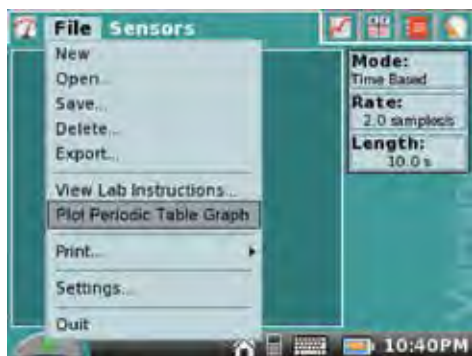 File Sensors
New
Open...
Save...
Delete...
Export...
View Lab Instructions...
Plot Periodic Table Graph
Print...
Settings...
Quit
Mode:
Time Based
Rate:
2.0 samples/s
Length:
10.0 s
10:40PM